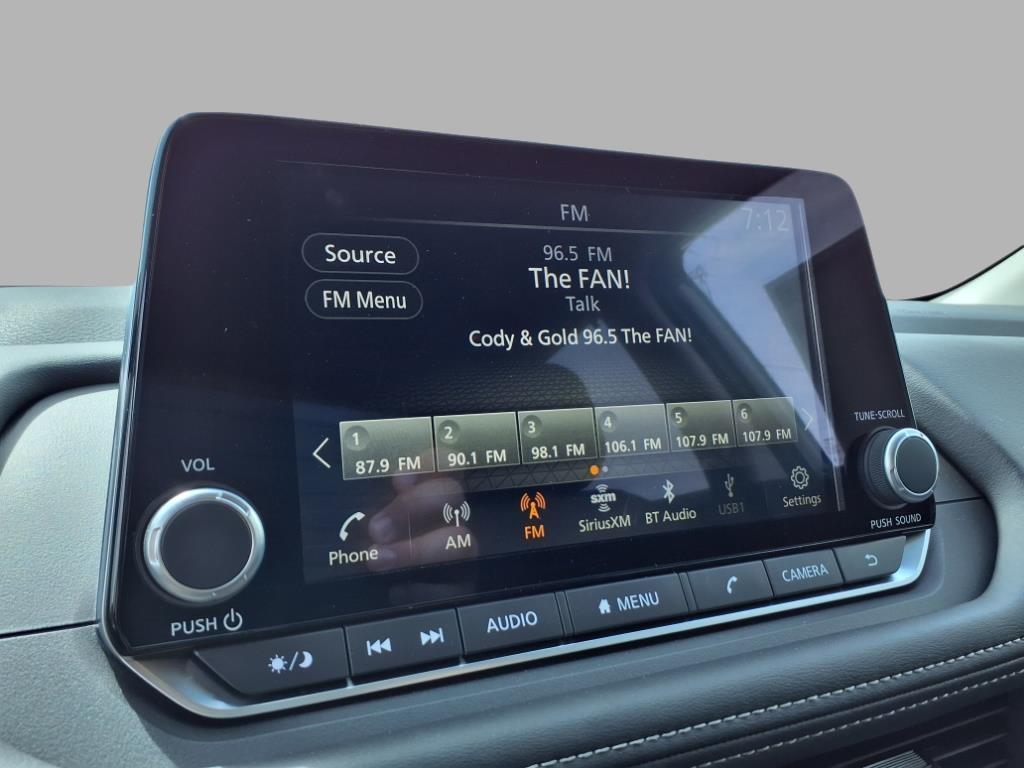 FM
7:12
Source
96.5 FM
The FAN!
FM Menu
Talk
Cody & Gold 96.5 The FAN!
1 2 3 4 5 6
87.9 FM 90.1 FM 98.1 FM 106.1 FM 107.9 FM 107.9 FM
TUNE·SCROLL
VOL
sxm
Phone AM FM SiriusXM BT Audio USB1 Settings
PUSH SOUND
PUSH
AUDIO MENU CAMERA